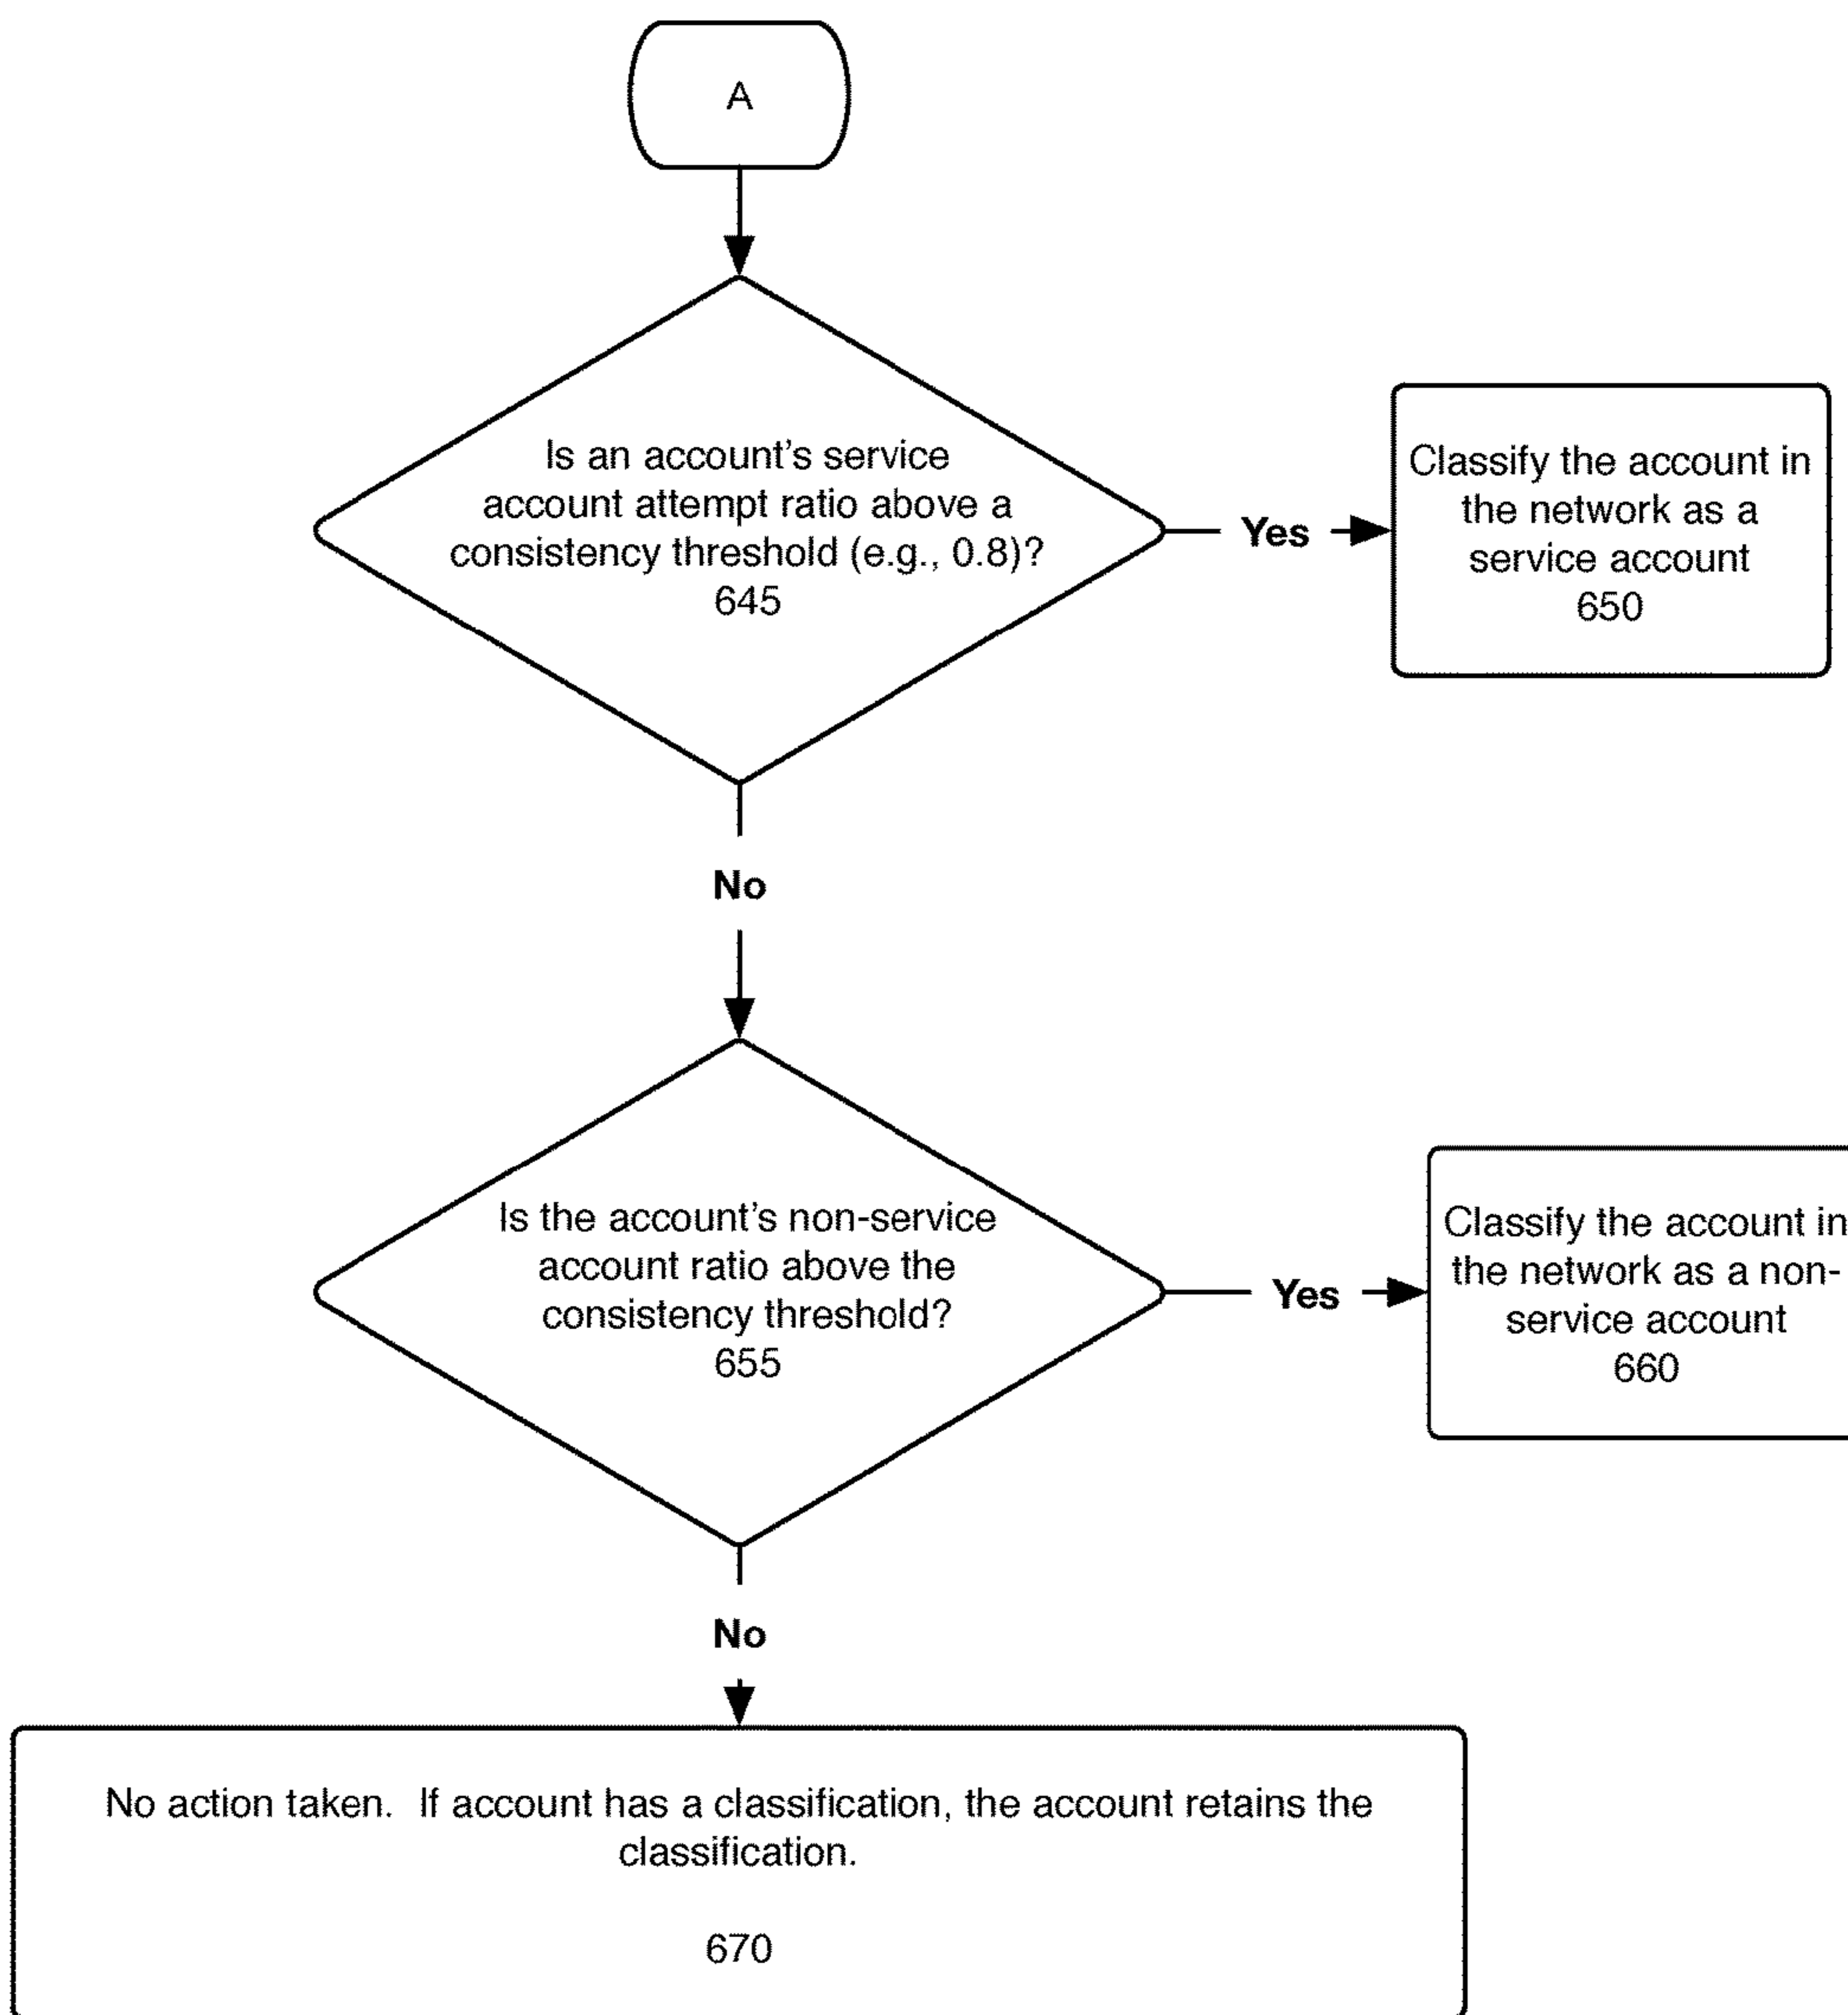 A
Is an account's service
account attempt ratio above a
consistency threshold (e.g., 0.8)?
645
Yes
Classify the account in
the network as a
service account
650
No
Is the account's non-service
account ratio above the
consistency threshold?
655
Yes
Classify the account in
the network as a non-
service account
660
No
No action taken.  If account has a classification, the account retains the
classification.
670